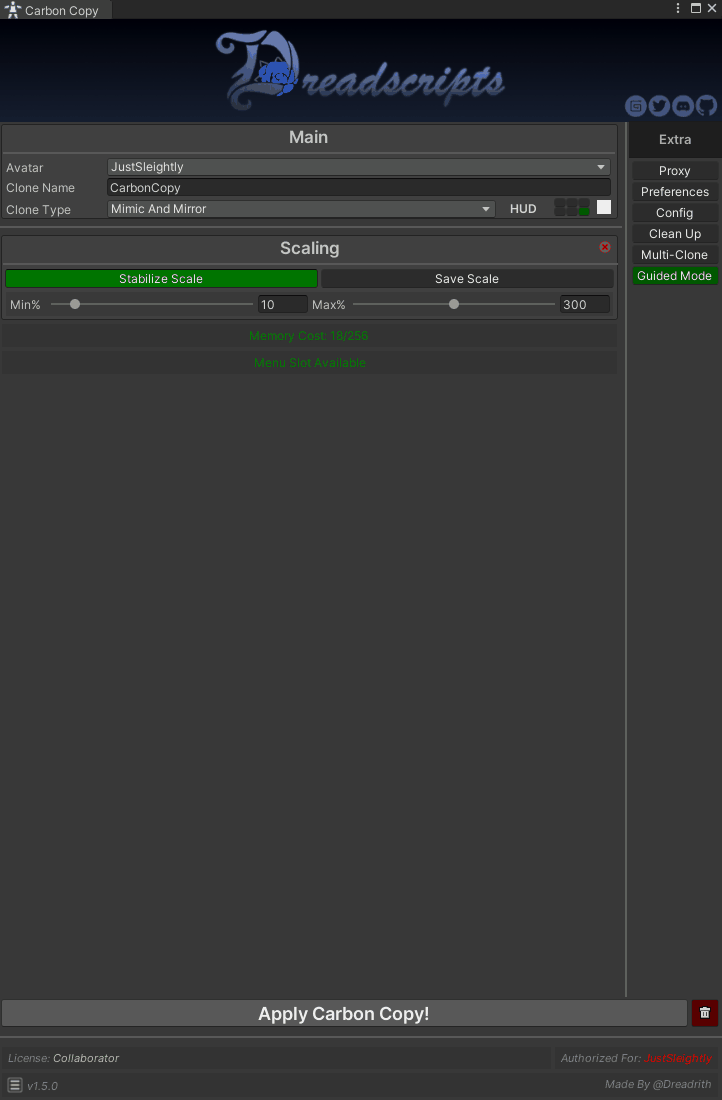 Carbon Copy
Dreadscripts
Main
Extra
Avatar JustSleightly
Clone Name CarbonCopy
Clone Type Mimic And Mirror HUD
Proxy
Preferences
Config
Clean Up
Multi-Clone
Guided Mode
Scaling
Stabilize Scale Save Scale
Min% 10 Max% 300
Memory Cost: 18/256
Menu Slot Available
Apply Carbon Copy!
License: Collaborator Authorized For: JustSleightly
v1.5.0 Made By @Dreadrith